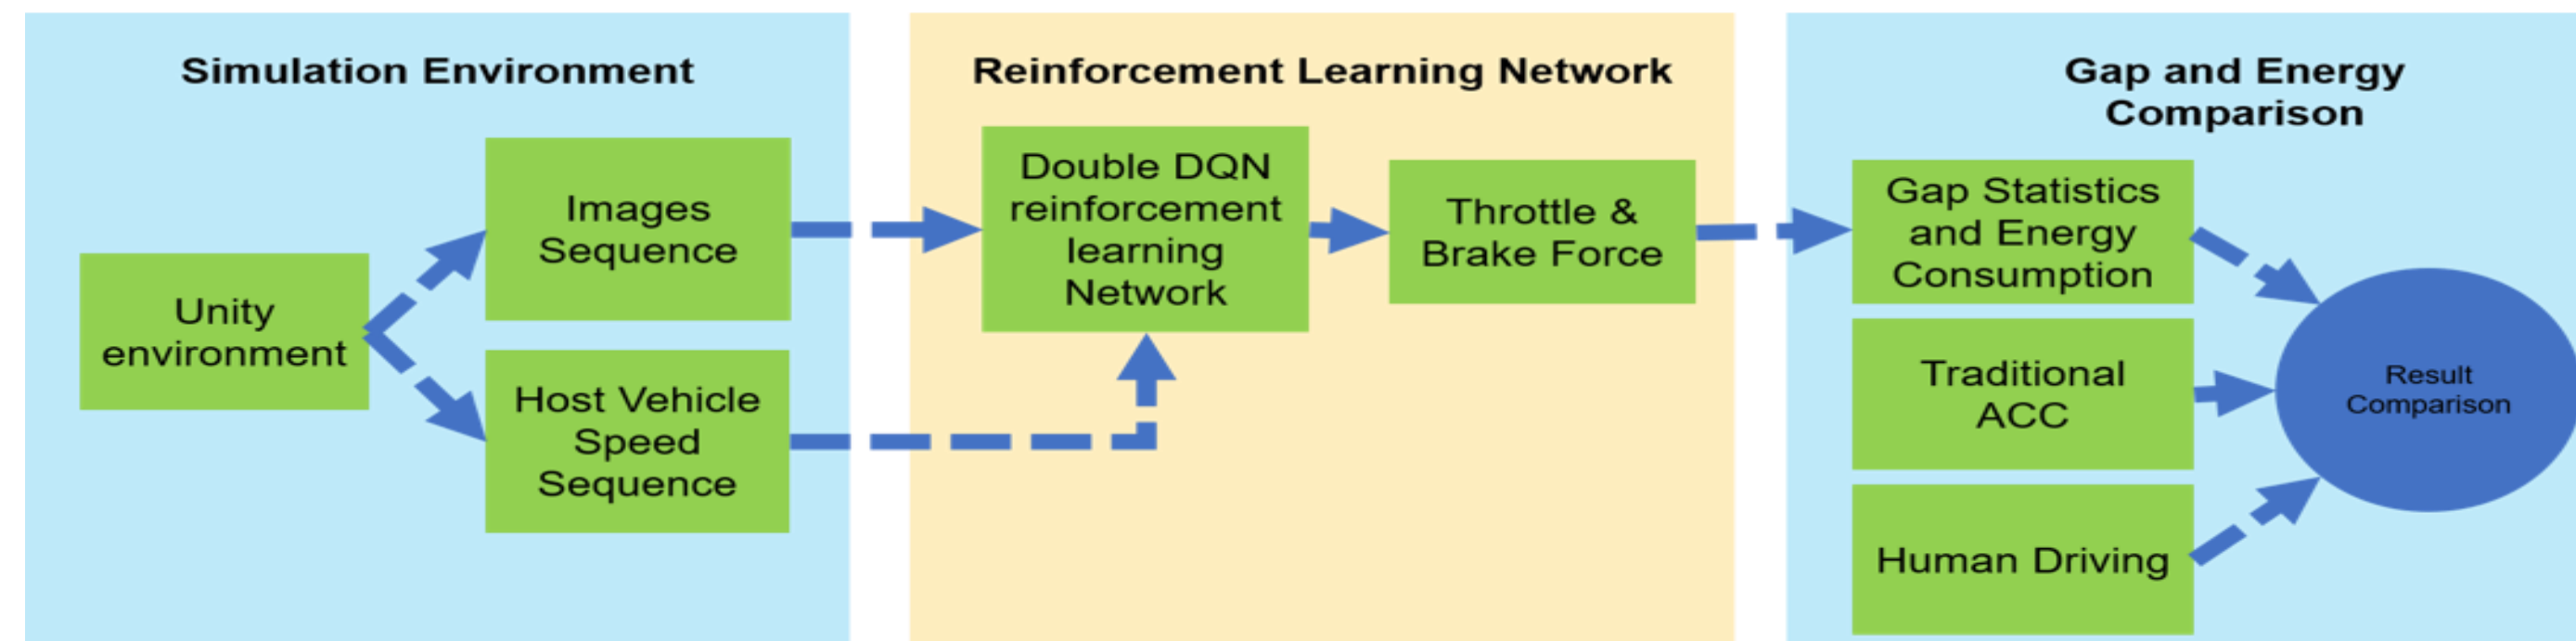 Simulation Environment
Unity
environment
Images
Sequence
Host Vehicle
Speed
Sequence
Reinforcement Learning Network
Double DQN
reinforcement
learning
Network
Throttle &
Brake Force
Gap and Energy
Comparison
Gap Statistics
and Energy
Consumption
Traditional
ACC
Human Driving
Result
Comparison